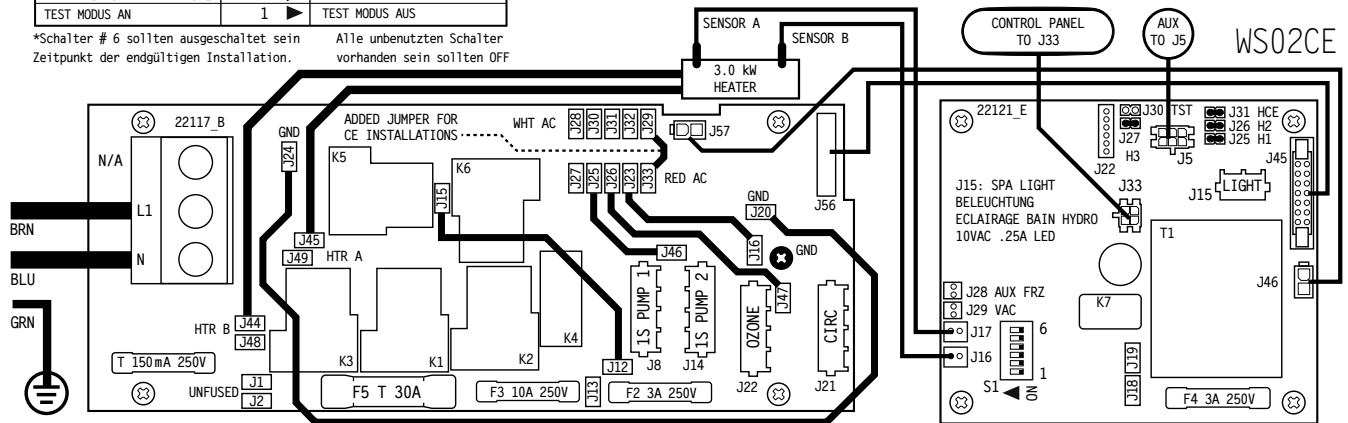 TEST MODUS AN 1 TEST MODUS AUS
*Schalter # 6 sollten ausgeschaltet sein Alle unbenutzten Schalter
Zeitpunkt der endgültigen Installation. vorhanden sein sollten OFF
SENSOR A
SENSOR B
3.0 kW
HEATER
CONTROL PANEL
TO J33
AUX
TO J5
WS02CE
22117_B
N/A
L1
N
BRN
BLU
GRN
GND
J24
ADDED JUMPER FOR
CE INSTALLATIONS
WHT AC
J28
J30
J31
J32
J29
J57
K5
K6
J15
J27
J25
J26
J23
J33
RED AC
J56
GND
J20
J16
GND
J45
J49
HTR A
J46
J47
HTR B
J44
J48
K3
K1
K2
K4
1S PUMP 1
1S PUMP 2
OZONE
CIRC
J8
J14
J22
J21
J12
T 150mA 250V
UNFUSED
J1
J2
F5 T 30A
F3 10A 250V
J13
F2 3A 250V
22121_E
J30 TST
J27
J22
H3
J5
J31 HCE
J26 H2
J25 H1
J45
J15
LIGHT
J33
J15: SPA LIGHT
BELEUCHTUNG
ECLAIRAGE BAIN HYDRO
10VAC .25A LED
T1
J46
K7
J28 AUX FRZ
J29 VAC
J17
J16
6
1
S1
ON
J19
J18
F4 3A 250V